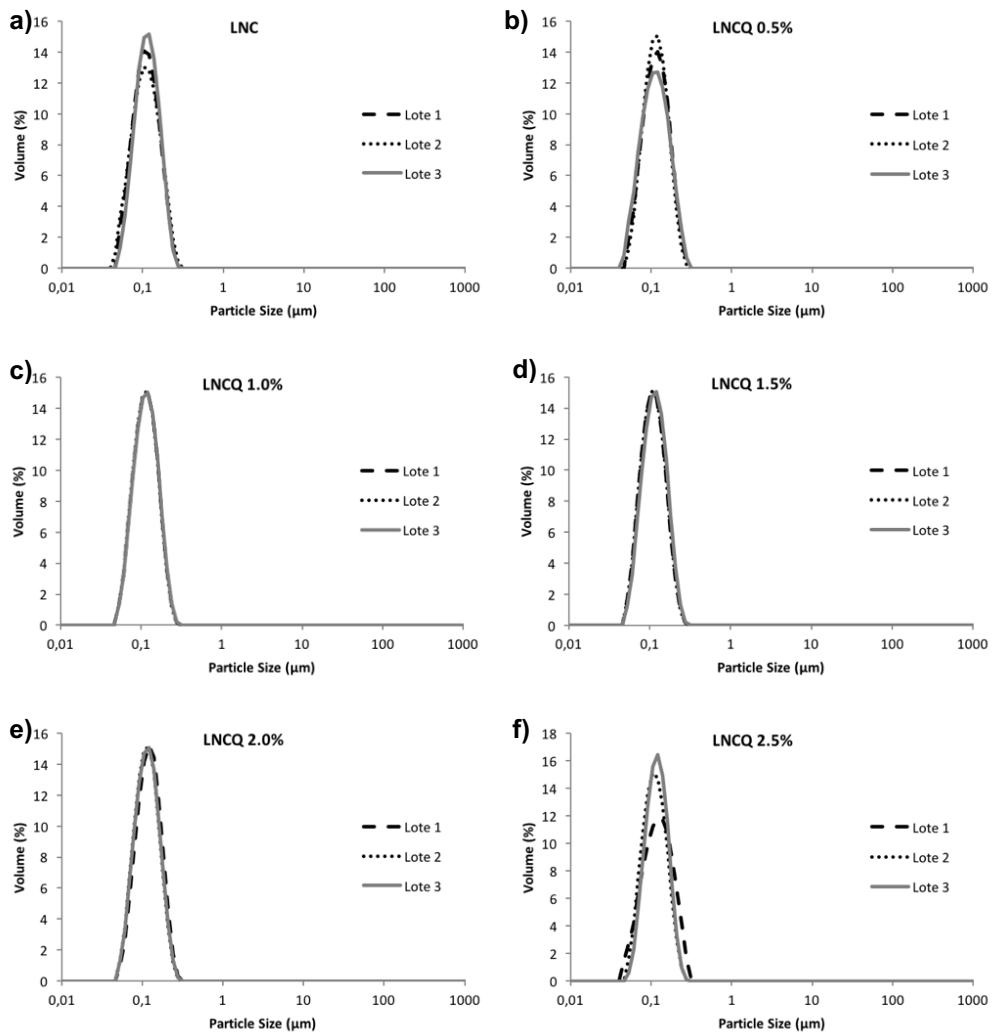 a)
LNC
16
14
12
10
8
6
4
2
0
Volume (%)
Lote 1
Lote 2
Lote 3
0,01 0,1 1 10 100 1000
Particle Size (µm)
b)
LNCQ 0.5%
16
14
12
10
8
6
4
2
0
Volume (%)
Lote 1
Lote 2
Lote 3
0,01 0,1 1 10 100 1000
Particle Size (µm)
c)
LNCQ 1.0%
16
14
12
10
8
6
4
2
0
Volume (%)
Lote 1
Lote 2
Lote 3
0,01 0,1 1 10 100 1000
Particle Size (µm)
d)
LNCQ 1.5%
16
14
12
10
8
6
4
2
0
Volume (%)
Lote 1
Lote 2
Lote 3
0,01 0,1 1 10 100 1000
Particle Size (µm)
e)
LNCQ 2.0%
16
14
12
10
8
6
4
2
0
Volume (%)
Lote 1
Lote 2
Lote 3
0,01 0,1 1 10 100 1000
Particle Size (µm)
f)
LNCQ 2.5%
18
16
14
12
10
8
6
4
2
0
Volume (%)
Lote 1
Lote 2
Lote 3
0,01 0,1 1 10 100 1000
Particle Size (µm)